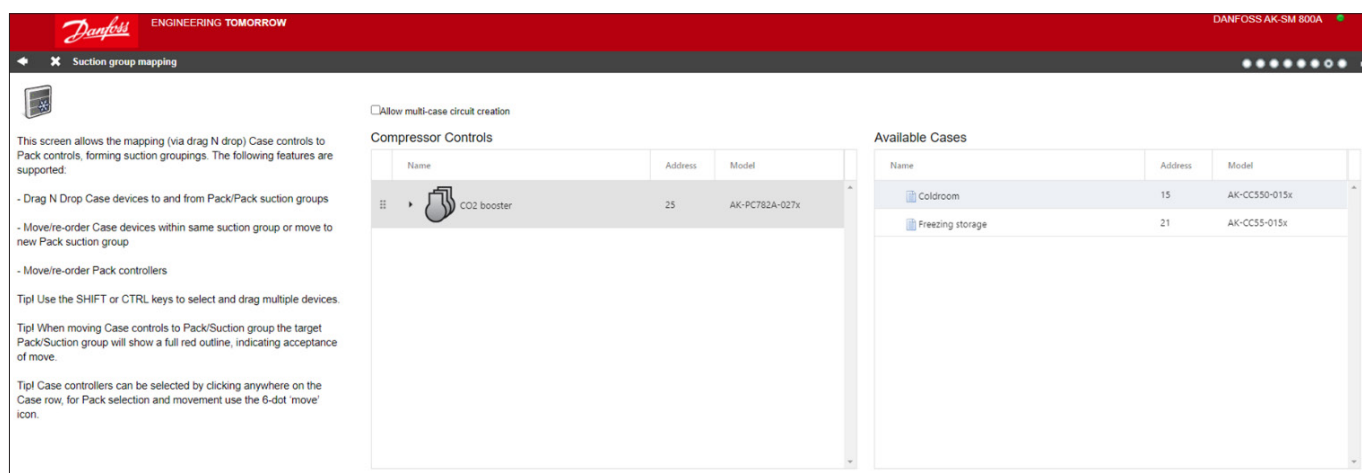 Danfoss
ENGINEERING TOMORROW
DANFOSS AK-SM 800A
Suction group mapping
This screen allows the mapping (via drag N drop) Case controls to
Pack controls, forming suction groupings. The following features are
supported:
- Drag N Drop Case devices to and from Pack/Pack suction groups
- Move/re-order Case devices within same suction group or move to
new Pack suction group
- Move/re-order Pack controllers
Tip! Use the SHIFT or CTRL keys to select and drag multiple devices.
Tip! When moving Case controls to Pack/Suction group the target
Pack/Suction group will show a full red outline, indicating acceptance
of move.
Tip! Case controllers can be selected by clicking anywhere on the
Case row, for Pack selection and movement use the 6-dot 'move'
icon.
Allow multi-case circuit creation
Compressor Controls
Name Address Model
CO2 booster 25 AK-PC782A-027x
Available Cases
Name Address Model
Coldroom 15 AK-CC550-015x
Freezing storage 21 AK-CC55-015x